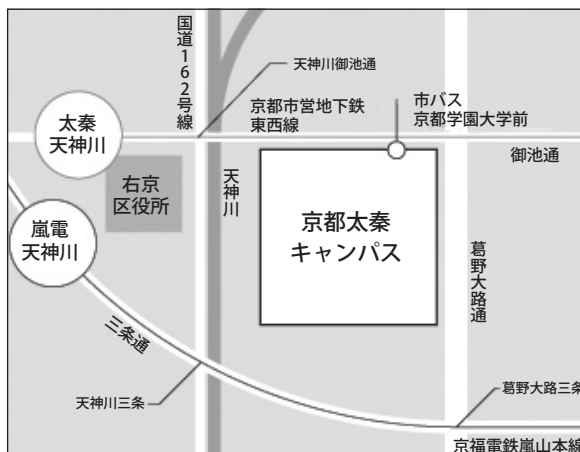 国道162号線
天神川御池通
太秦
天神川
京都市営地下鉄
東西線
市バス
京都学園大学前
御池通
右京
区役所
天神川
嵐電
天神川
京都太秦
キャンパス
葛野大路通
三条通
天神川三条
葛野大路三条
京福電鉄嵐山本線